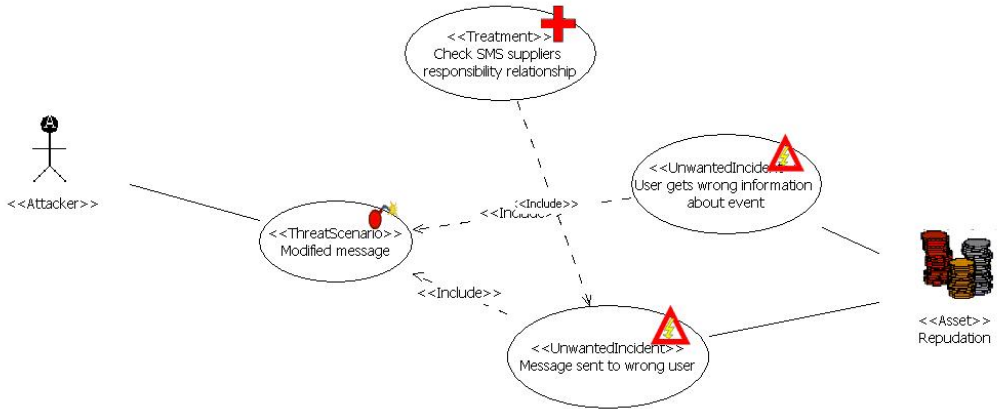 <<Treatment>>
Check SMS suppliers
responsibility relationship
A
<<Attacker>>
<<UnwantedIncident
User gets wrong information
about event
<<Include>>
<<Include>>
<<ThreatScenario>>
Modified message
<<Include>>
<<UnwantedIncident>>
Message sent to wrong user
<<Asset>>
Repudation